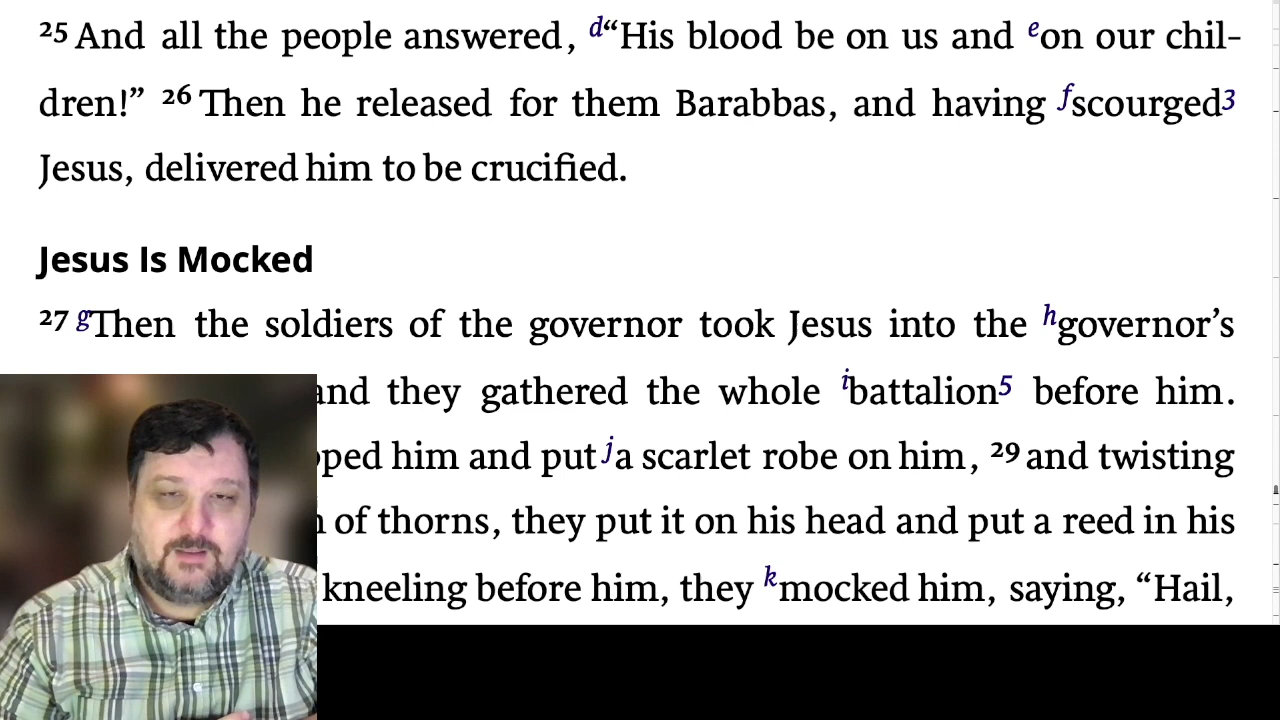 25 And all the people answered, d“His blood be on us and eon our chil-
dren!” 26 Then he released for them Barabbas, and having fscourged3
Jesus, delivered him to be crucified.
Jesus Is Mocked
27 gThen the soldiers of the governor took Jesus into the hgovernor’s
and they gathered the whole ibattalion5 before him.
ped him and put ja scarlet robe on him, 29 and twisting
of thorns, they put it on his head and put a reed in his
kneeling before him, they kmocked him, saying, “Hail,